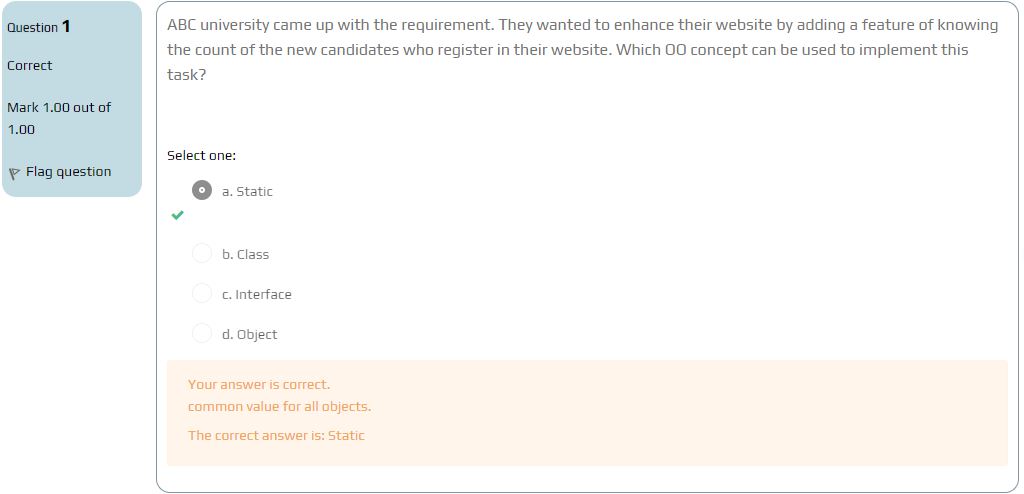 Question 1
Correct
Mark 1.00 out of
1.00
Flag question
ABC university came up with the requirement. They wanted to enhance their website by adding a feature of knowing
the count of the new candidates who register in their website. Which OO concept can be used to implement this
task?
Select one:
a. Static
b. Class
c. Interface
d. Object
Your answer is correct.
common value for all objects.
The correct answer is: Static